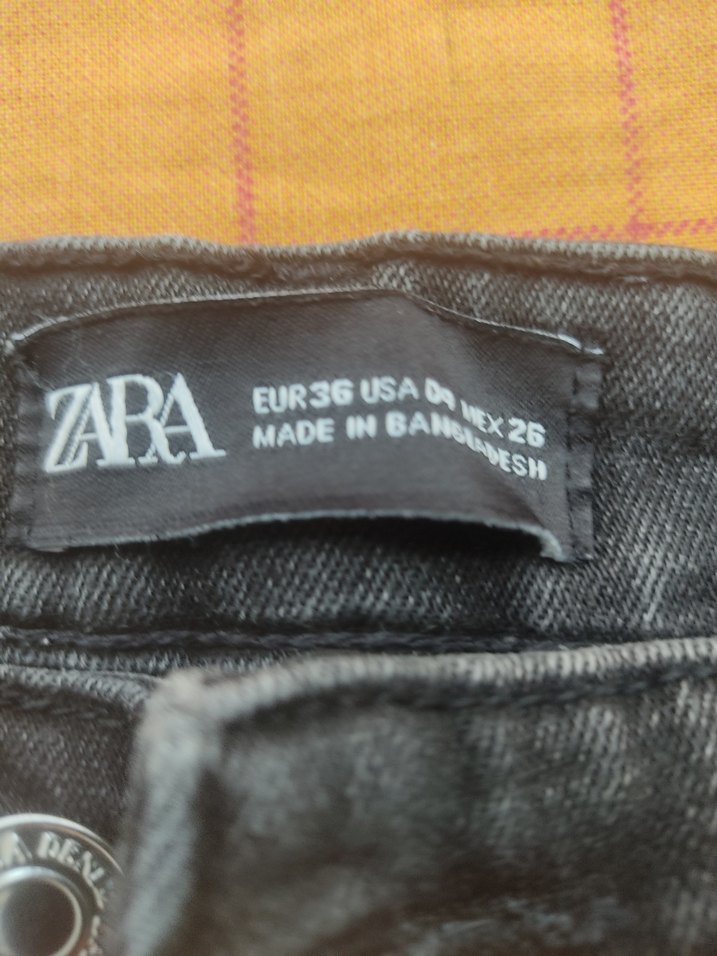 ZARA
EUR 36 USA 04 MEX 26
MADE IN BANGLADESH